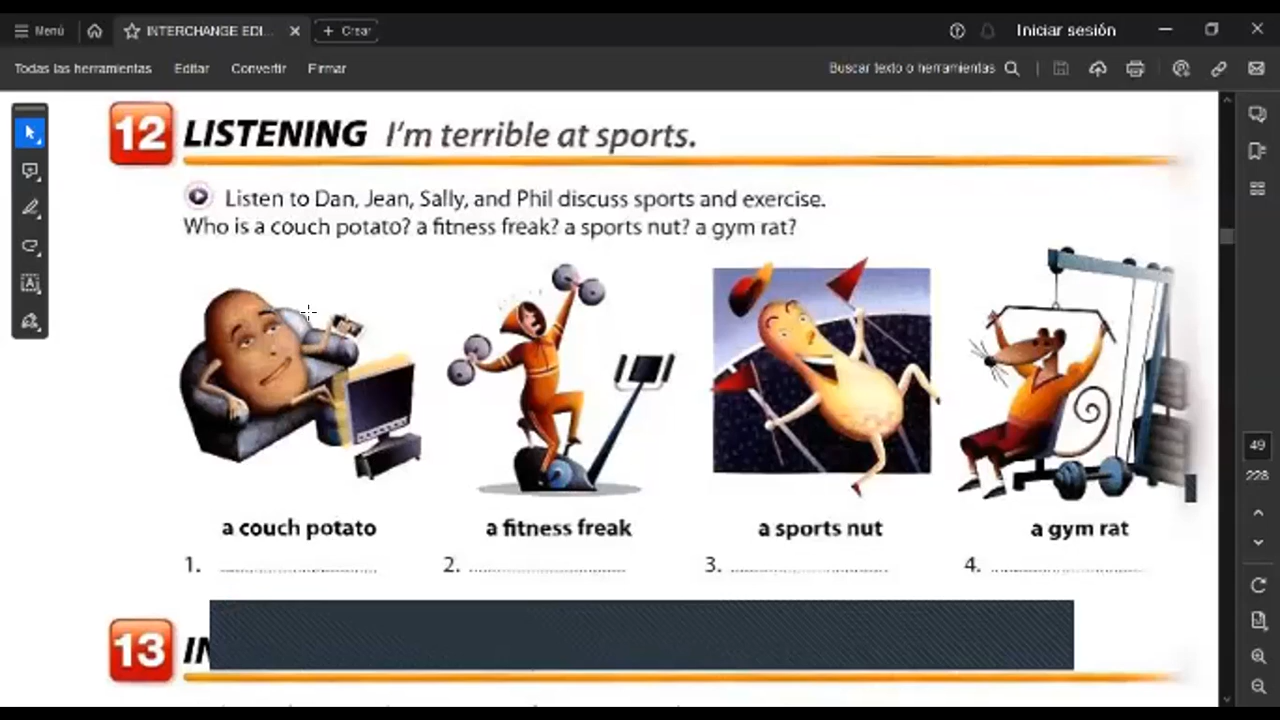 Menú
INTERCHANGE EDI...
Crear
Iniciar sesión
Todas las herramientas
Editar
Convertir
Firmar
Buscar texto o herramientas
12 LISTENING I'm terrible at sports.
Listen to Dan, Jean, Sally, and Phil discuss sports and exercise.
Who is a couch potato? a fitness freak? a sports nut? a gym rat?
a couch potato
a fitness freak
a sports nut
a gym rat
1. ............................
2. ............................
3. ............................
4. ............................
13
49
228